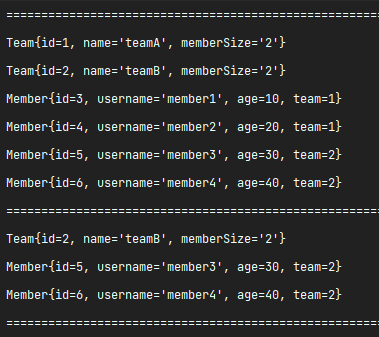 ======================================================
Team{id=1, name='teamA', memberSize='2'}
Team{id=2, name='teamB', memberSize='2'}
Member{id=3, username='member1', age=10, team=1}
Member{id=4, username='member2', age=20, team=1}
Member{id=5, username='member3', age=30, team=2}
Member{id=6, username='member4', age=40, team=2}
======================================================
Team{id=2, name='teamB', memberSize='2'}
Member{id=5, username='member3', age=30, team=2}
Member{id=6, username='member4', age=40, team=2}
======================================================